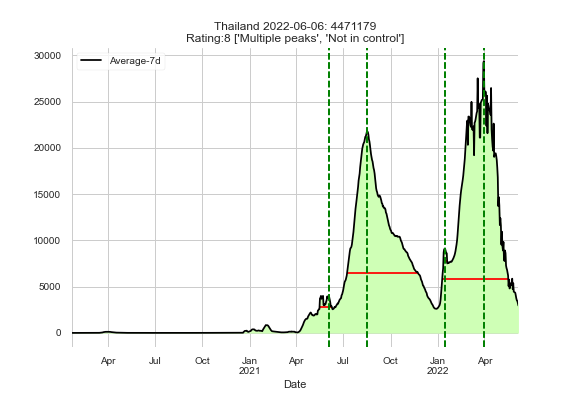 Thailand 2022-06-06: 4471179
Rating:8 ['Multiple peaks', 'Not in control']
Average-7d
30000
25000
20000
15000
10000
5000
0
Apr Jul Oct Jan Apr Jul Oct Jan Apr
2021 2022
Date